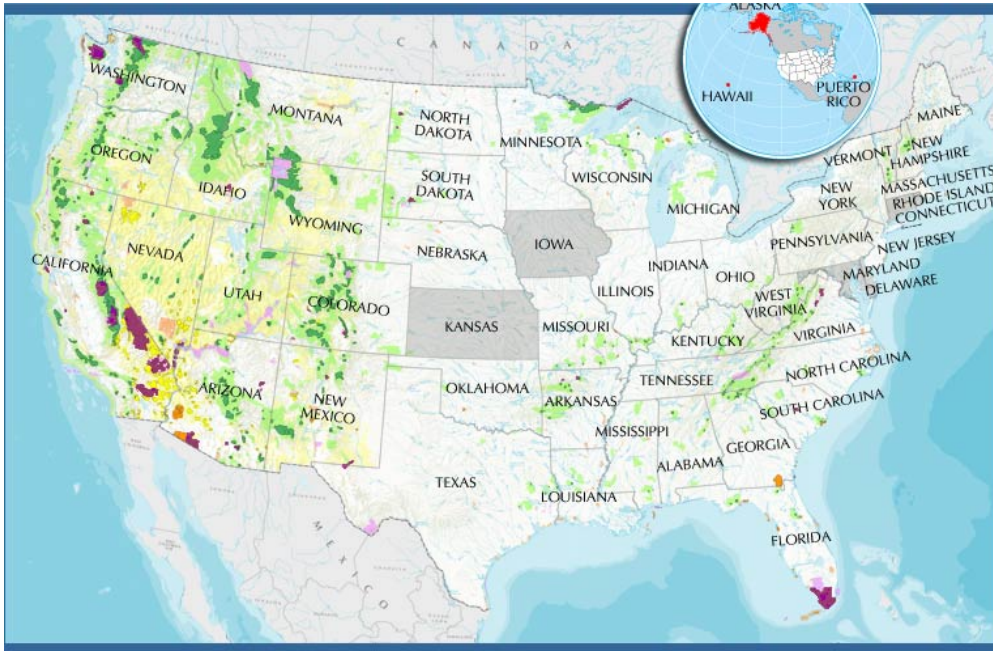 ALASKA
HAWAII
PUERTO
RICO
CANADA
WASHINGTON
MONTANA
NORTH
DAKOTA
MINNESOTA
MAINE
OREGON
IDAHO
SOUTH
DAKOTA
WISCONSIN
MICHIGAN
VERMONT
NEW
HAMPSHIRE
NEW
YORK
MASSACHUSETTS
RHODE ISLAND
CONNECTICUT
WYOMING
NEBRASKA
IOWA
PENNSYLVANIA
NEW JERSEY
NEVADA
CALIFORNIA
UTAH
COLORADO
KANSAS
MISSOURI
ILLINOIS
INDIANA
OHIO
WEST
VIRGINIA
MARYLAND
DELAWARE
KENTUCKY
VIRGINIA
ARIZONA
NEW
MEXICO
OKLAHOMA
ARKANSAS
TENNESSEE
NORTH CAROLINA
SOUTH CAROLINA
MISSISSIPPI
ALABAMA
GEORGIA
TEXAS
LOUISIANA
FLORIDA
MEXICO